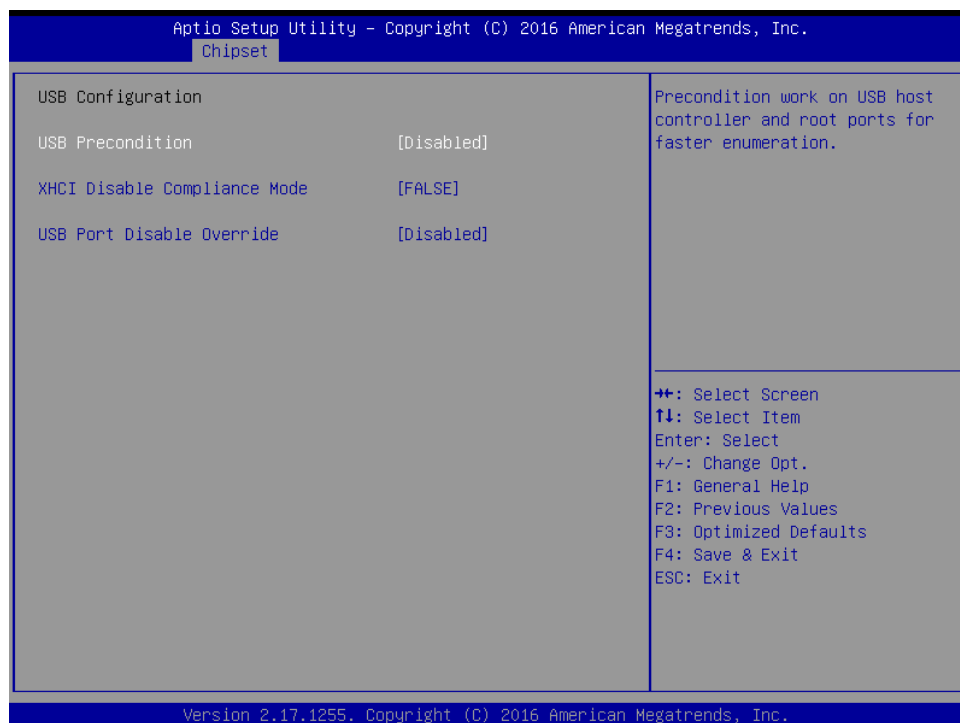 Aptio Setup Utility – Copyright (C) 2016 American Megatrends, Inc.
Chipset
USB Configuration
USB Precondition [Disabled]
XHCI Disable Compliance Mode [FALSE]
USB Port Disable Override [Disabled]
Precondition work on USB host
controller and root ports for
faster enumeration.
→←: Select Screen
↑↓: Select Item
Enter: Select
+/-: Change Opt.
F1: General Help
F2: Previous Values
F3: Optimized Defaults
F4: Save & Exit
ESC: Exit
Version 2.17.1255. Copyright (C) 2016 American Megatrends, Inc.